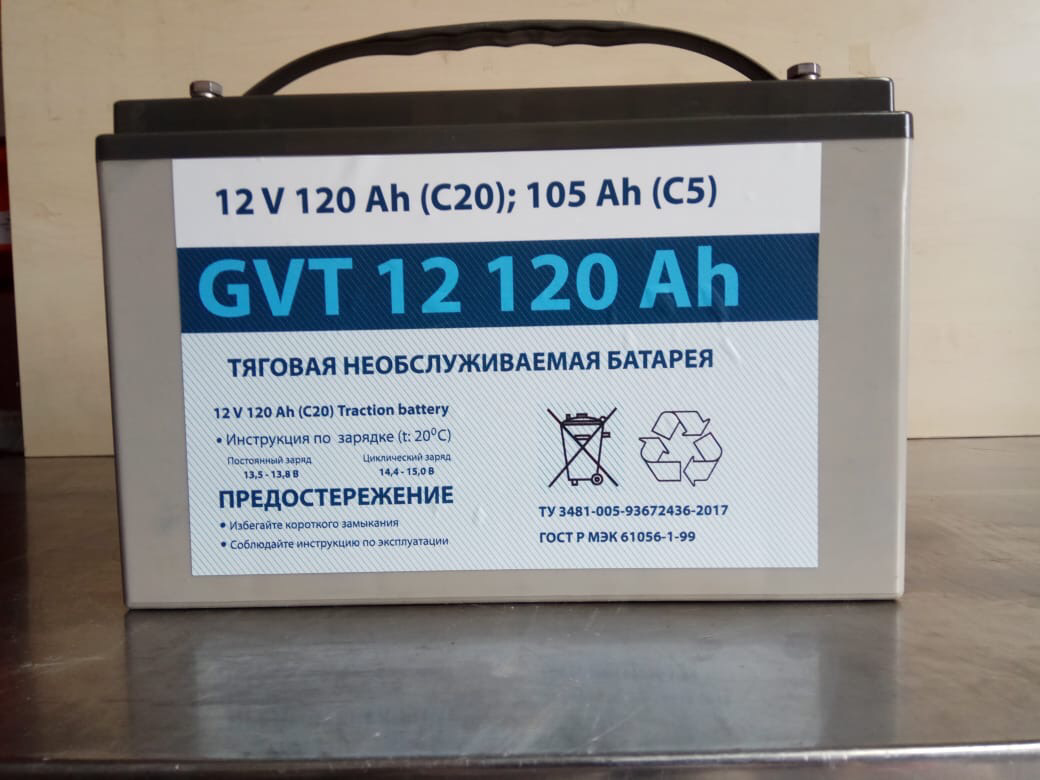 12 V 120 Ah (C20); 105 Ah (C5)
GVT 12 120 Ah
ТЯГОВАЯ НЕОБСЛУЖИВАЕМАЯ БАТАРЕЯ
12 V 120 Ah (C20) Traction battery
• Инструкция по зарядке (t: 20⁰C)
Постоянный заряд Циклический заряд
13,5 - 13,8 В 14,4 - 15,0 В
ПРЕДОСТЕРЕЖЕНИЕ
• Избегайте короткого замыкания
• Соблюдайте инструкцию по эксплуатации
ТУ 3481-005-93672436-2017
ГОСТ Р МЭК 61056-1-99